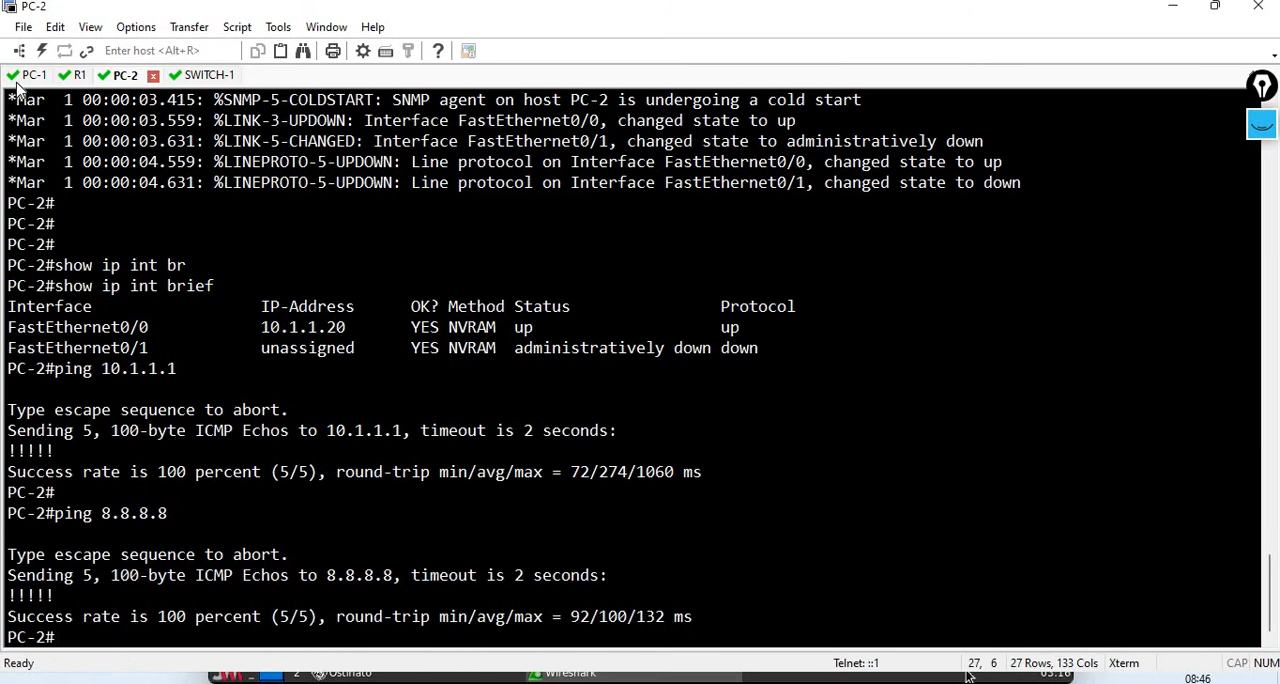 PC-2
File Edit View Options Transfer Script Tools Window Help
Enter host <Alt+R>
PC-1 R1 PC-2 SWITCH-1
*Mar  1 00:00:03.415: %SNMP-5-COLDSTART: SNMP agent on host PC-2 is undergoing a cold start
*Mar  1 00:00:03.559: %LINK-3-UPDOWN: Interface FastEthernet0/0, changed state to up
*Mar  1 00:00:03.631: %LINK-5-CHANGED: Interface FastEthernet0/1, changed state to administratively down
*Mar  1 00:00:04.559: %LINEPROTO-5-UPDOWN: Line protocol on Interface FastEthernet0/0, changed state to up
*Mar  1 00:00:04.631: %LINEPROTO-5-UPDOWN: Line protocol on Interface FastEthernet0/1, changed state to down
PC-2#
PC-2#
PC-2#
PC-2#show ip int br
PC-2#show ip int brief
Interface                  IP-Address      OK? Method Status                Protocol
FastEthernet0/0            10.1.1.20       YES NVRAM  up                    up
FastEthernet0/1            unassigned      YES NVRAM  administratively down down
PC-2#ping 10.1.1.1
Type escape sequence to abort.
Sending 5, 100-byte ICMP Echos to 10.1.1.1, timeout is 2 seconds:
!!!!!
Success rate is 100 percent (5/5), round-trip min/avg/max = 72/274/1060 ms
PC-2#
PC-2#ping 8.8.8.8
Type escape sequence to abort.
Sending 5, 100-byte ICMP Echos to 8.8.8.8, timeout is 2 seconds:
!!!!!
Success rate is 100 percent (5/5), round-trip min/avg/max = 92/100/132 ms
PC-2#
Ready Telnet: ::1 27, 6 27 Rows, 133 Cols Xterm CAP NUM
2 Ostinato Wireshark 03:16
08:46